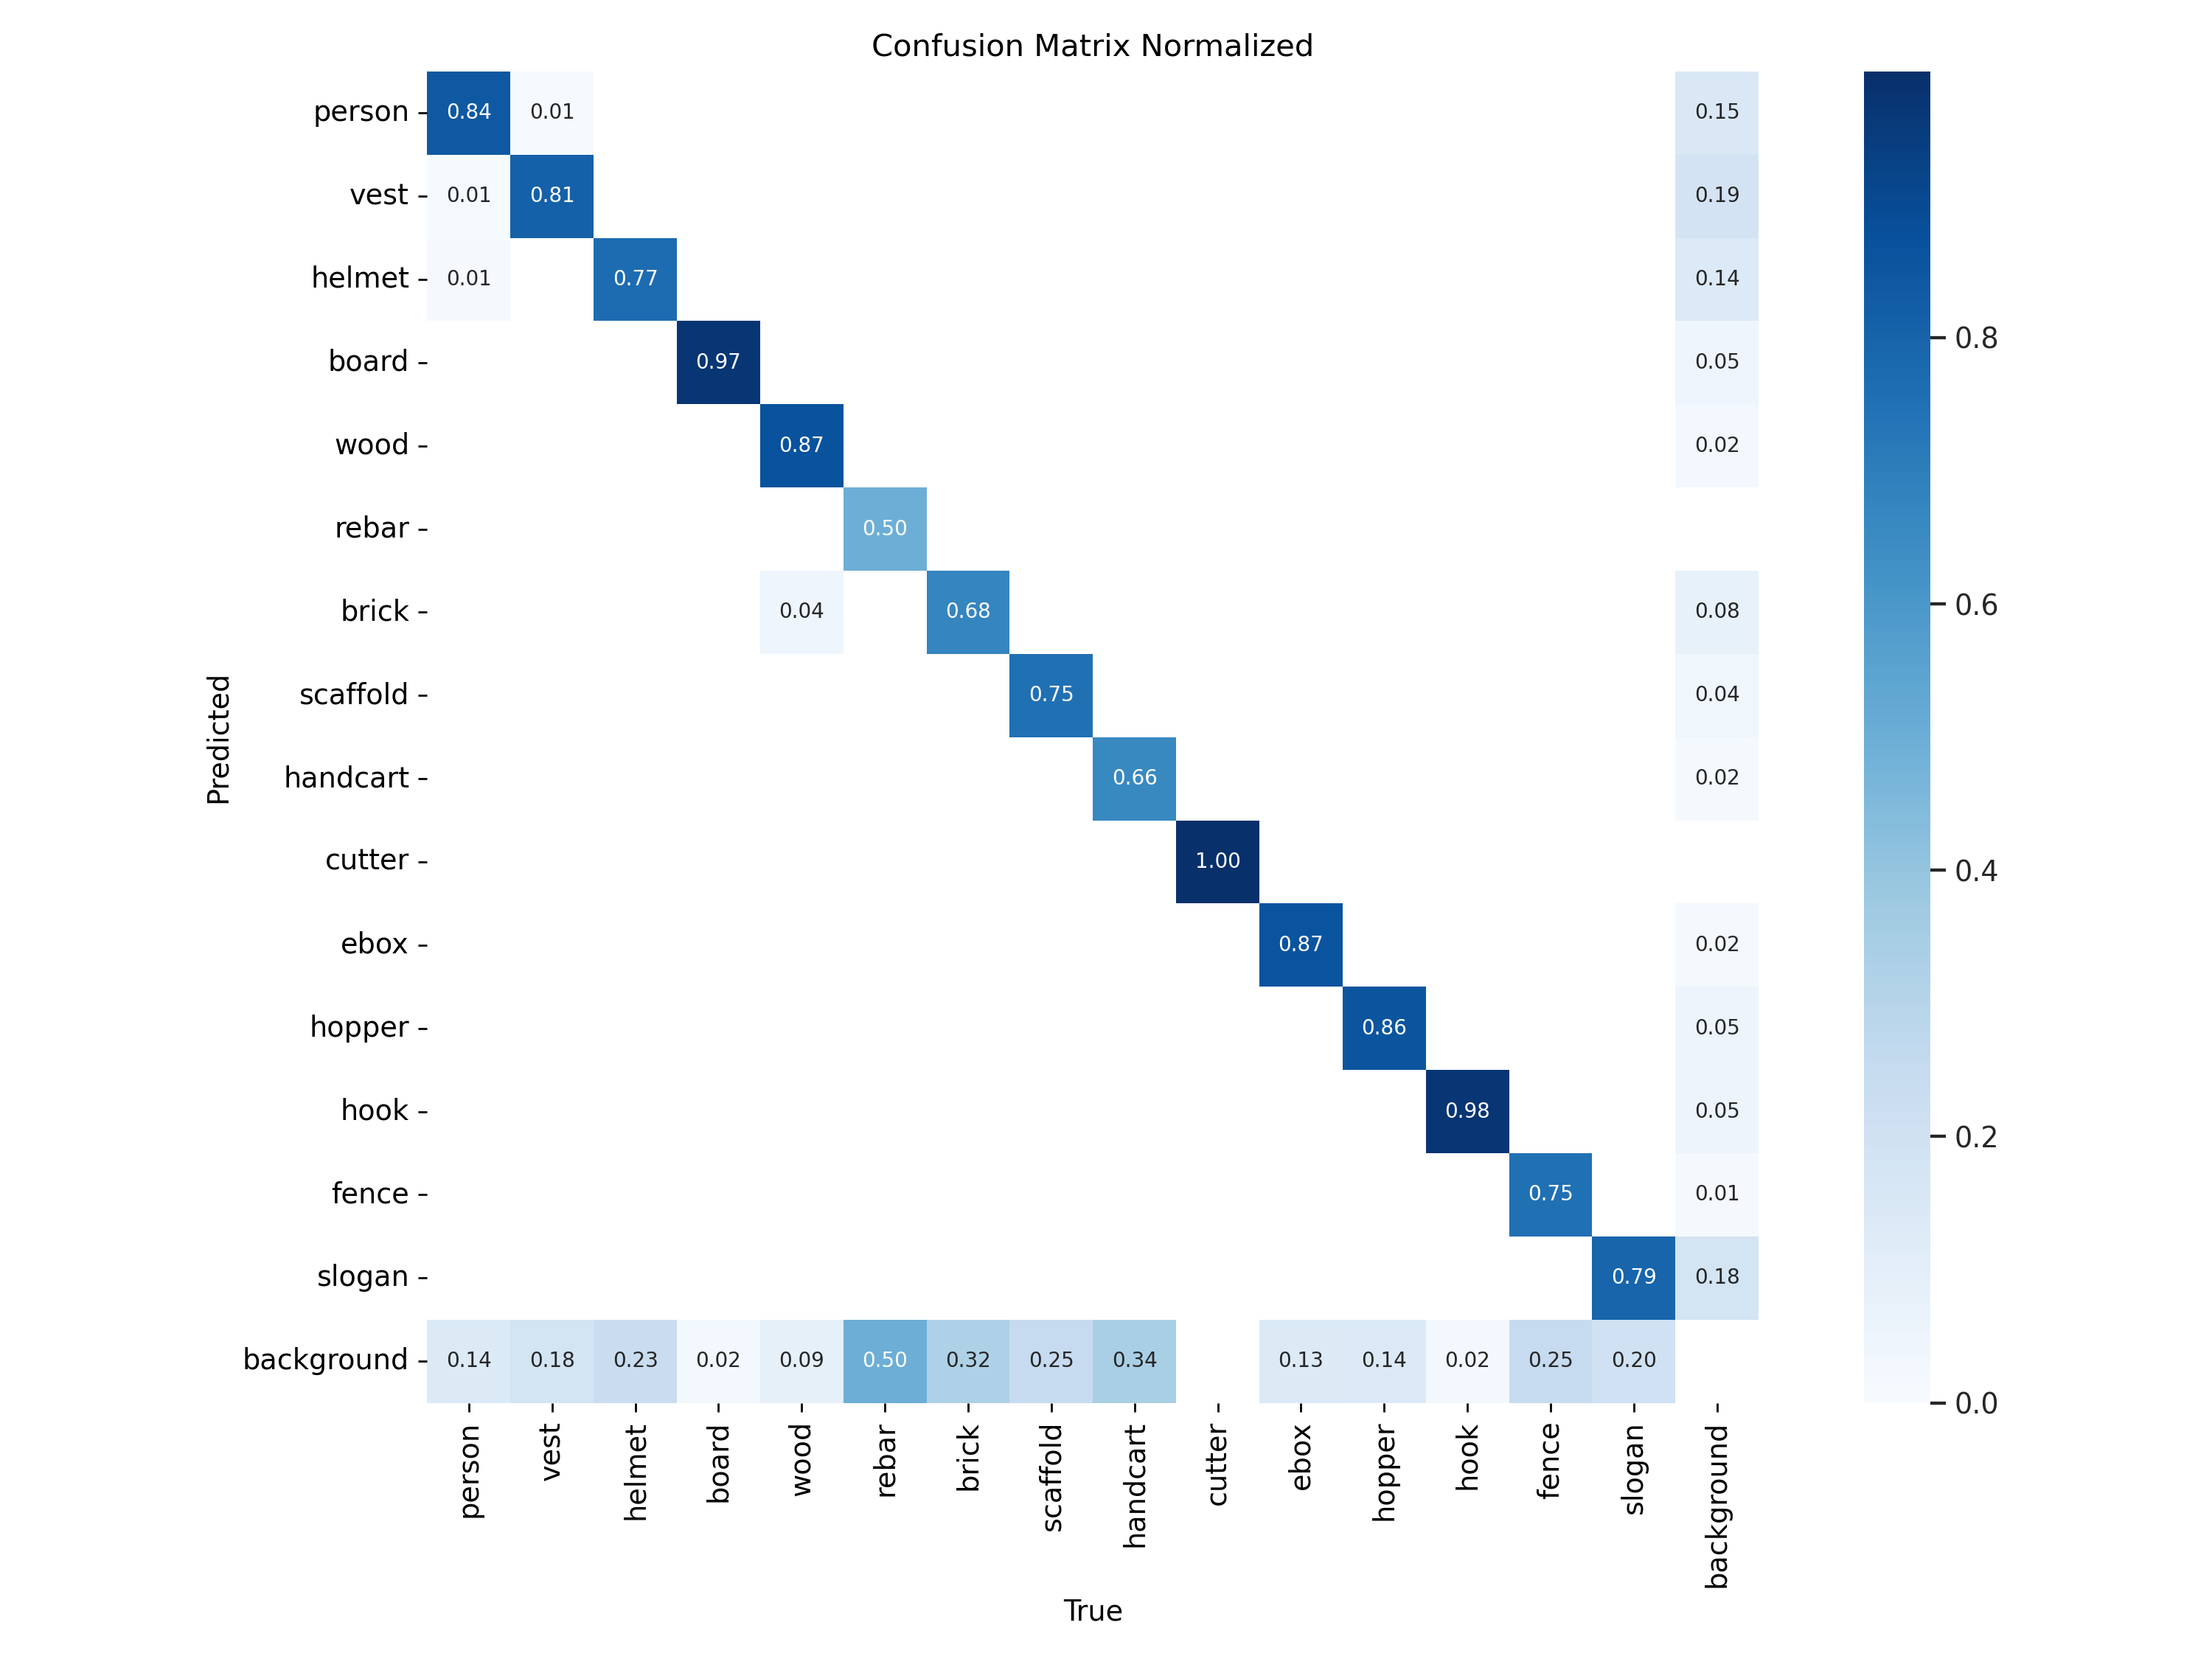 Confusion Matrix Normalized
person 0.84 0.01 0.15
vest 0.01 0.81 0.19
helmet 0.01 0.77 0.14
board 0.97 0.05
wood 0.87 0.02
rebar 0.50
brick 0.04 0.68 0.08
scaffold 0.75 0.04
handcart 0.66 0.02
cutter 1.00
ebox 0.87 0.02
hopper 0.86 0.05
hook 0.98 0.05
fence 0.75 0.01
slogan 0.79 0.18
background 0.14 0.18 0.23 0.02 0.09 0.50 0.32 0.25 0.34 0.13 0.14 0.02 0.25 0.20
person vest helmet board wood rebar brick scaffold handcart cutter ebox hopper hook fence slogan background
True
Predicted
0.8
0.6
0.4
0.2
0.0